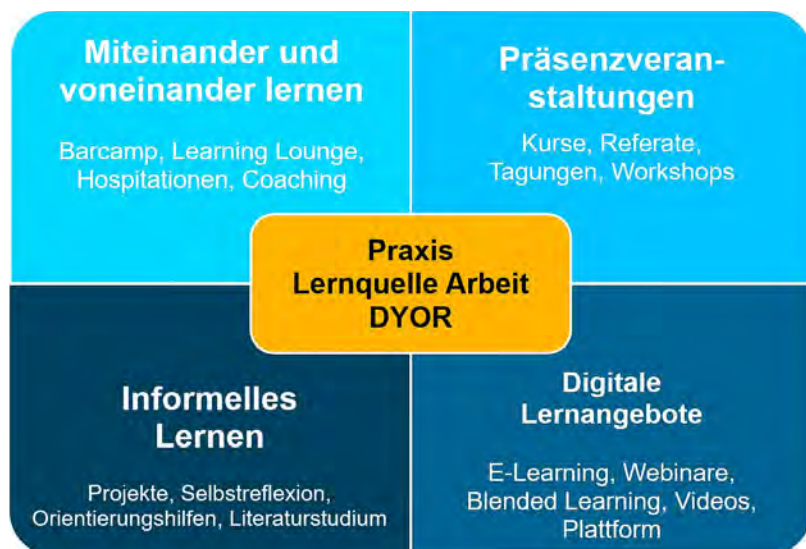 Miteinander und
voneinander lernen
Barcamp, Learning Lounge,
Hospitationen, Coaching
Präsenzveran-
staltungen
Kurse, Referate,
Tagungen, Workshops
Praxis
Lernquelle Arbeit
DYOR
Informelles
Lernen
Projekte, Selbstreflexion,
Orientierungshilfen, Literaturstudium
Digitale
Lernangebote
E-Learning, Webinare,
Blended Learning, Videos,
Plattform